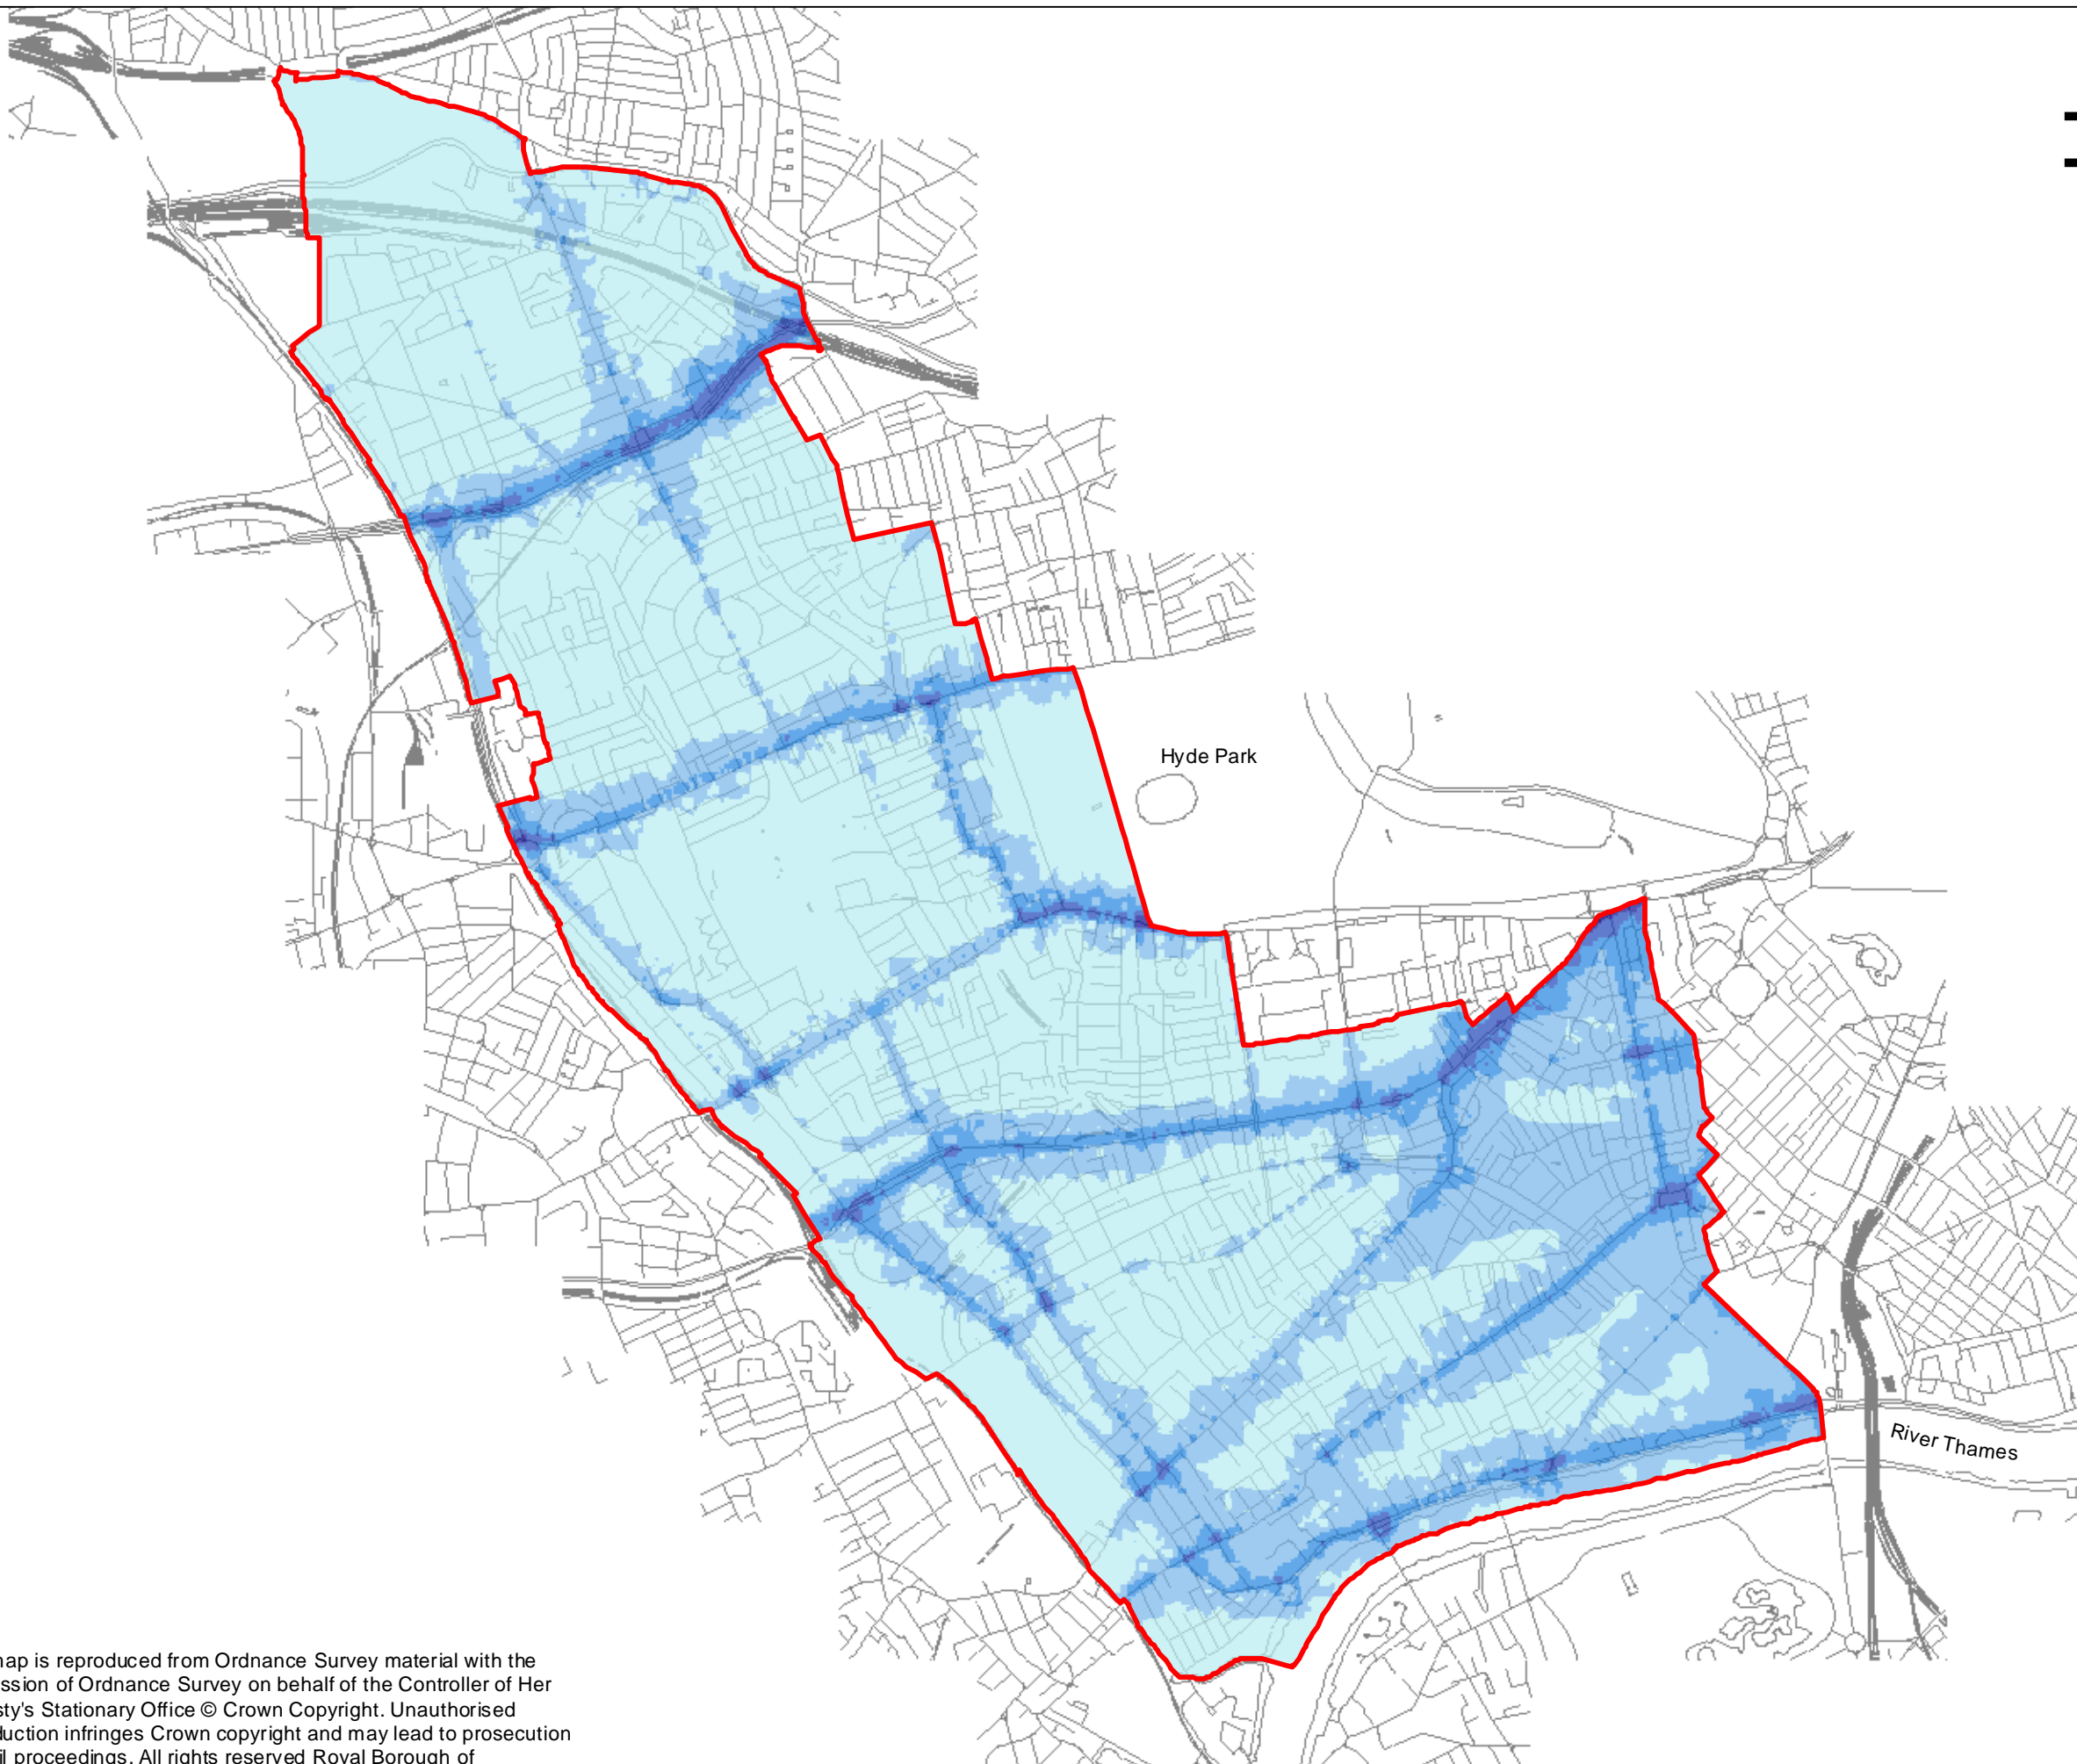 Hyde Park
River Thames
map is reproduced from Ordnance Survey material with the
ssion of Ordnance Survey on behalf of the Controller of Her
sty's Stationary Office © Crown Copyright. Unauthorised
duction infringes Crown copyright and may lead to prosecution
il proceedings. All rights reserved Royal Borough of